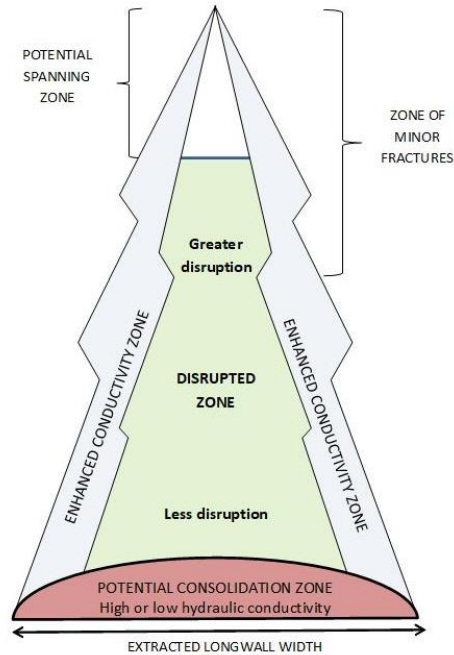 POTENTIAL
SPANNING
ZONE
ZONE OF
MINOR
FRACTURES
Greater
disruption
ENHANCED CONDUCTIVITY ZONE
ENHANCED CONDUCTIVITY ZONE
DISRUPTED
ZONE
Less disruption
POTENTIAL CONSOLIDATION ZONE
High or low hydraulic conductivity
EXTRACTED LONGWALL WIDTH